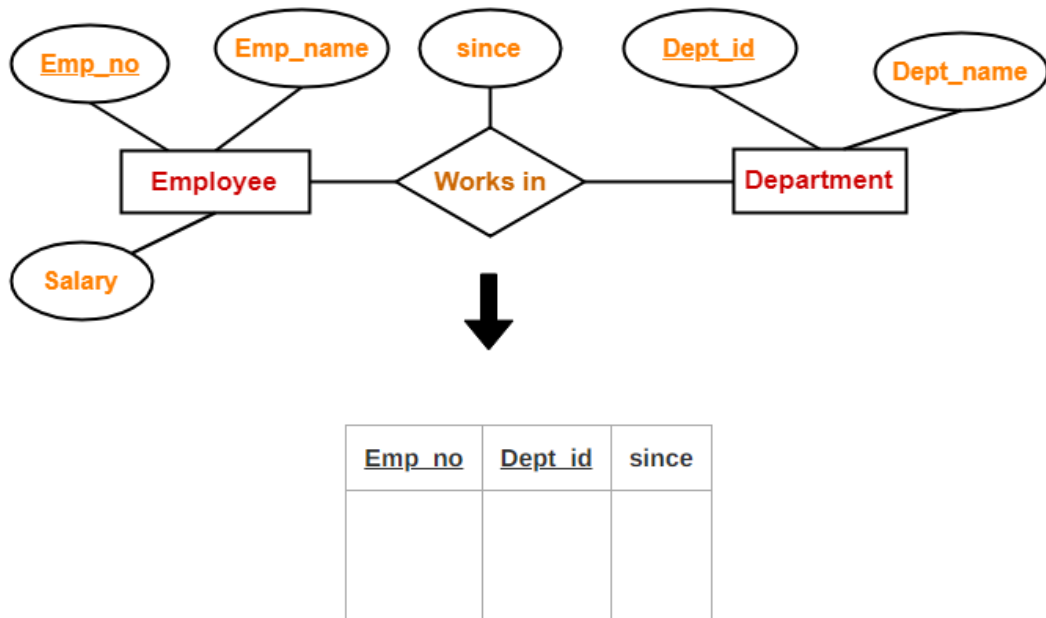 Emp_no
Emp_name
since
Dept_id
Dept_name
Employee
Works in
Department
Salary
Emp_no Dept_id since